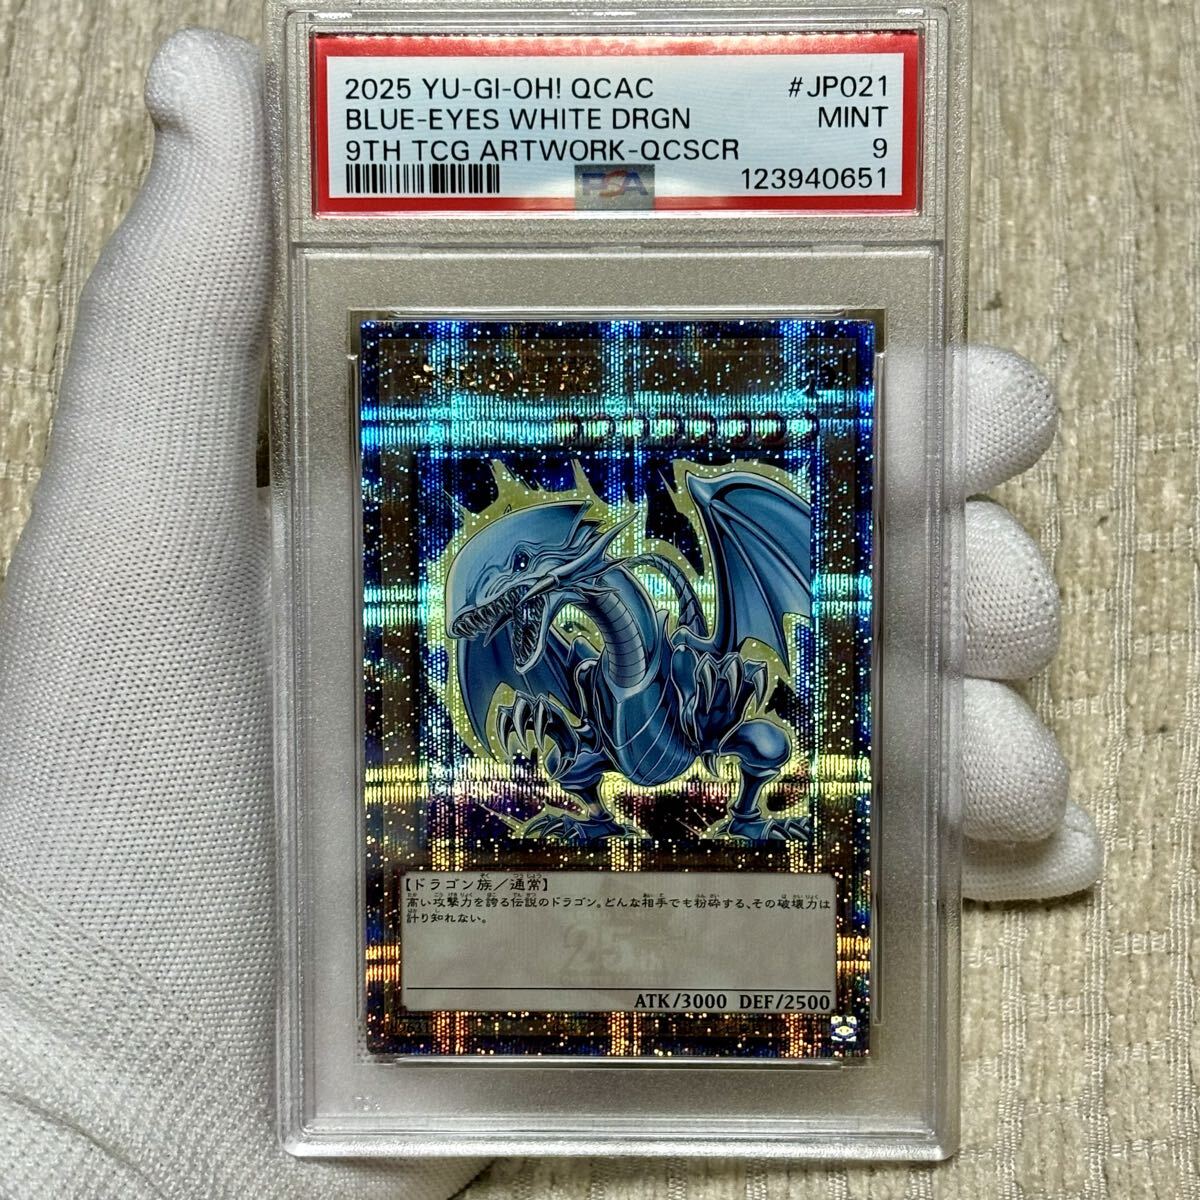 2025 YU-GI-OH! QCAC #JP021
BLUE-EYES WHITE DRGN MINT
9TH TCG ARTWORK-QCSCR 9
PSA 123940651
【ドラゴン族／通常】
高い攻撃力を誇る伝説のドラゴン。どんな相手でも粉砕する、その破壊力は
計り知れない。
25th
ATK/3000 DEF/2500